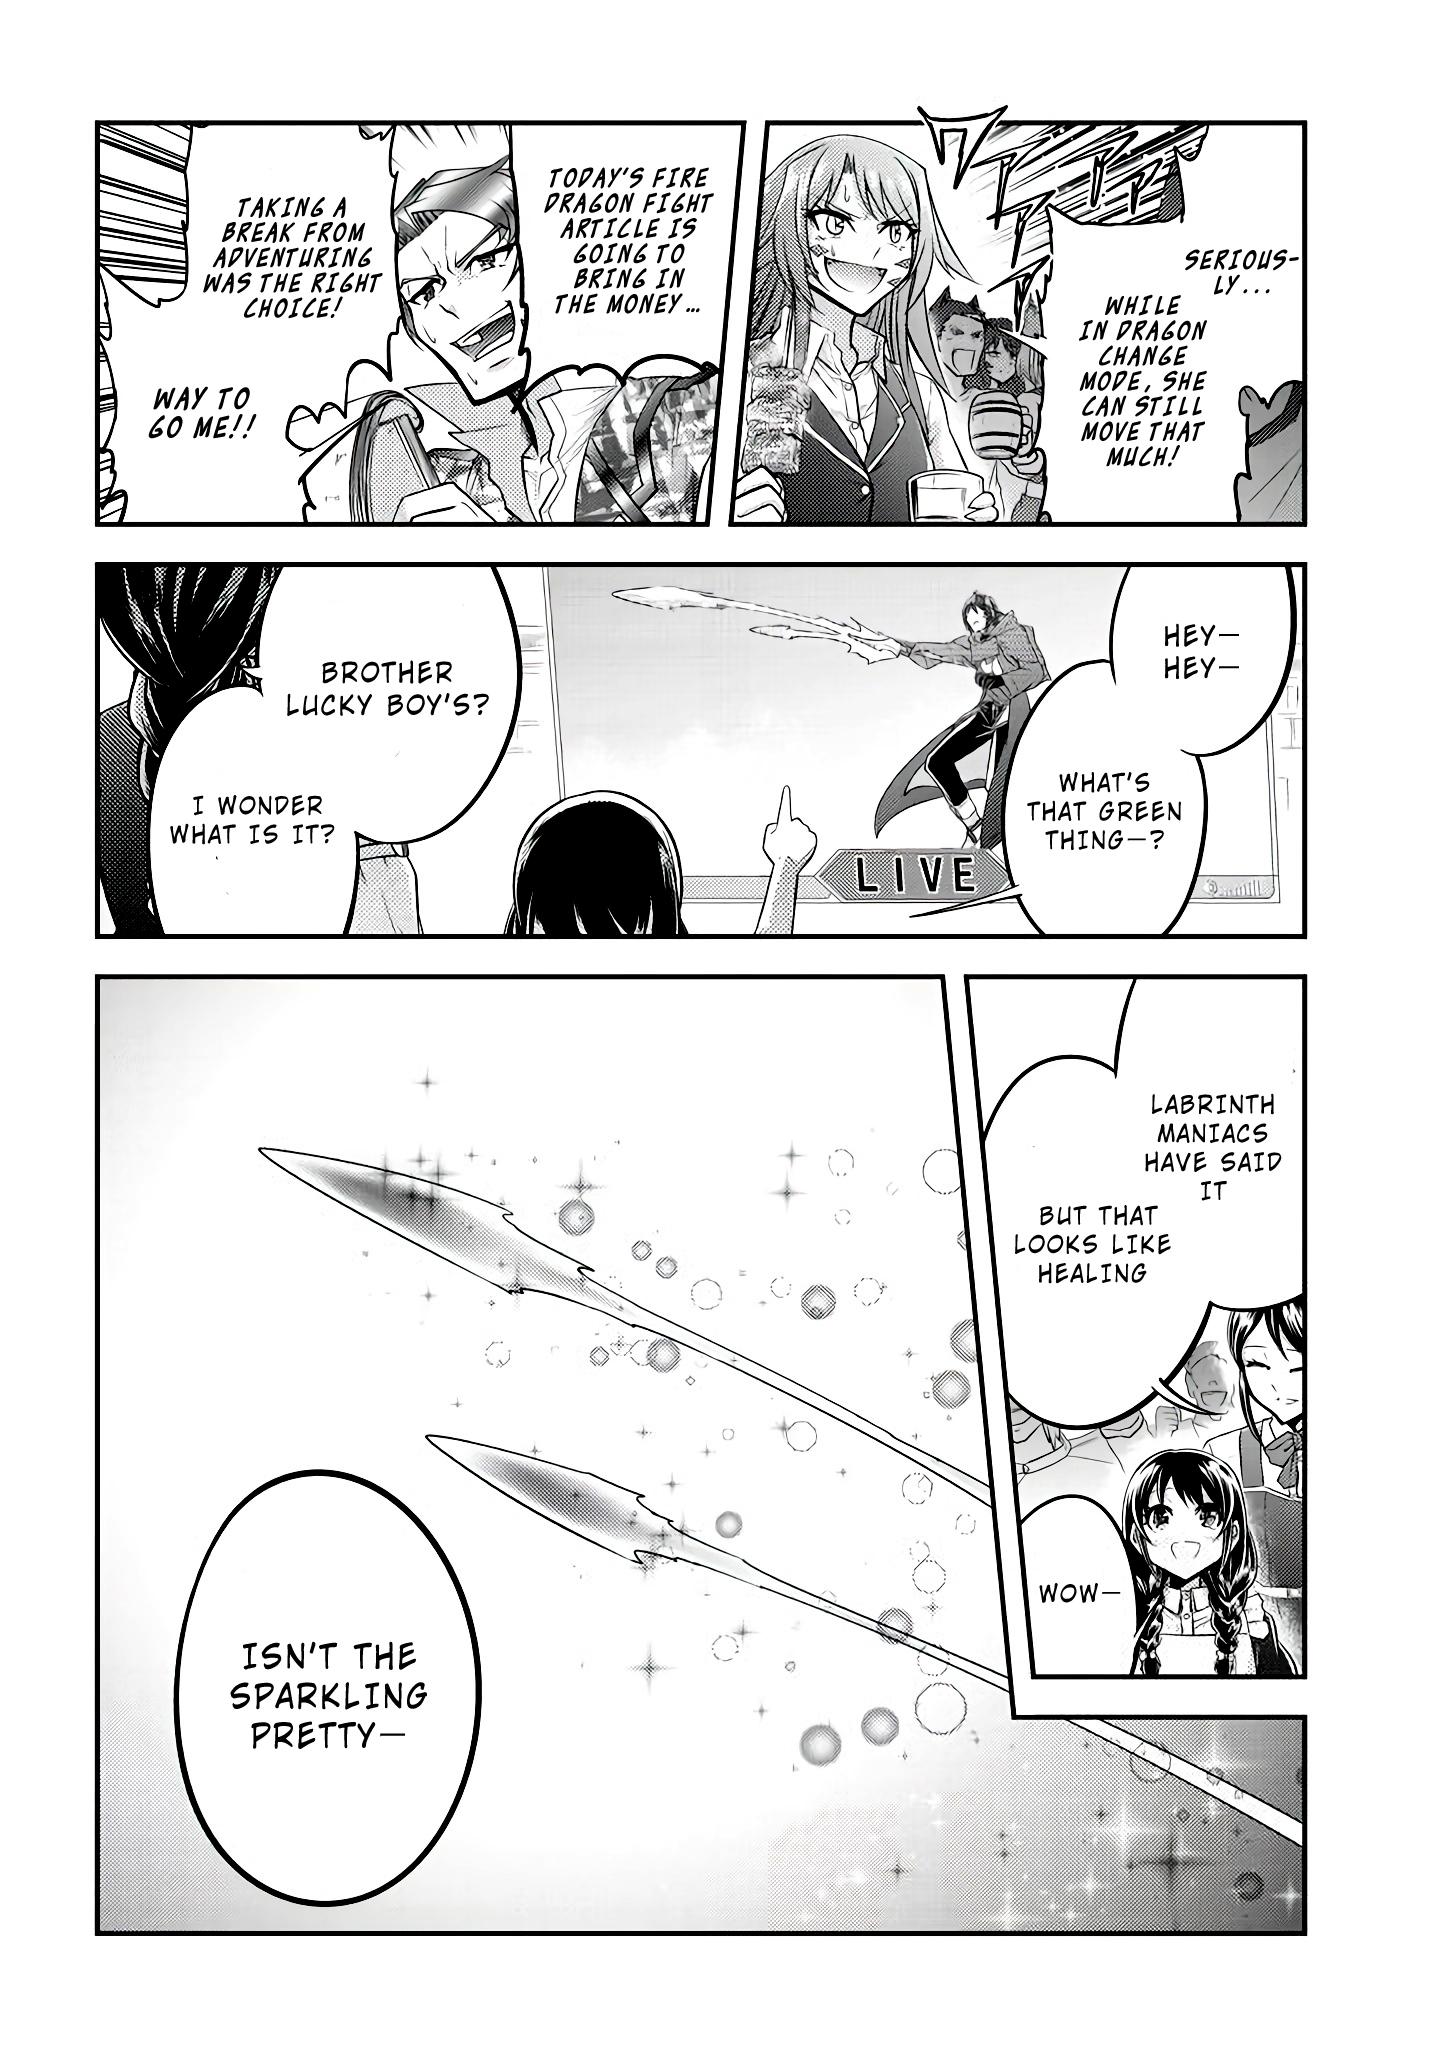 SERIOUS-
LY...
WHILE
IN DRAGON
CHANGE
MODE, SHE
CAN STILL
MOVE THAT
MUCH!
TODAY'S FIRE
DRAGON FIGHT
ARTICLE IS
GOING TO
BRING IN
THE MONEY...
TAKING A
BREAK FROM
ADVENTURING
WAS THE RIGHT
CHOICE!
WAY TO
GO ME!!
HEY—
HEY—
WHAT'S
THAT GREEN
THING—?
LIVE
BROTHER
LUCKY BOY'S?
I WONDER
WHAT IS IT?
LABRINTH
MANIACS
HAVE SAID
IT
BUT THAT
LOOKS LIKE
HEALING
WOW—
ISN'T THE
SPARKLING
PRETTY—